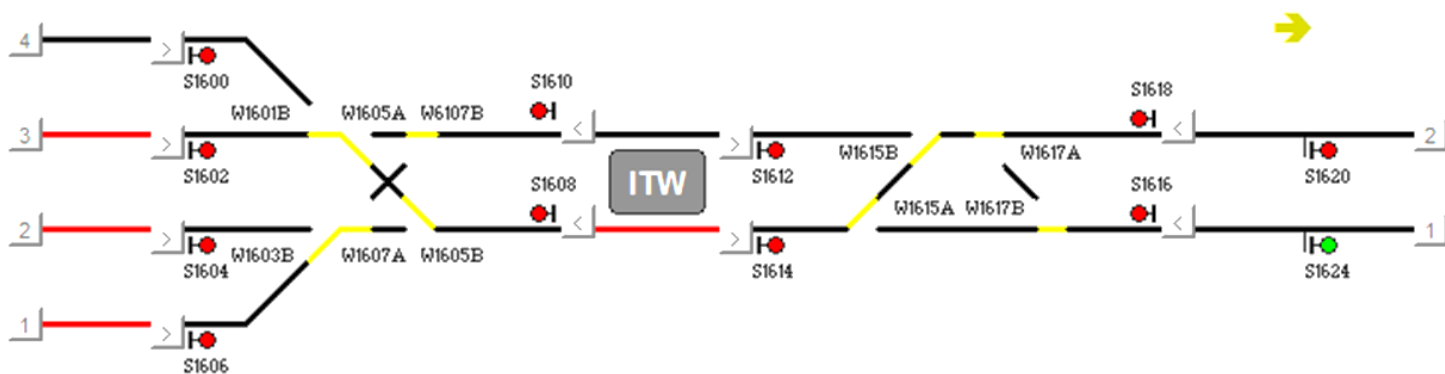 4
S1600
S1610
S1618
W1601B
W1605A
W6107B
3
2
S1602
W1615B
W1617A
S1612
S1620
ITW
S1608
S1616
2
W1615A
W1617B
1
S1604
W1603B
W1607A
W1605B
S1614
S1624
1
S1606